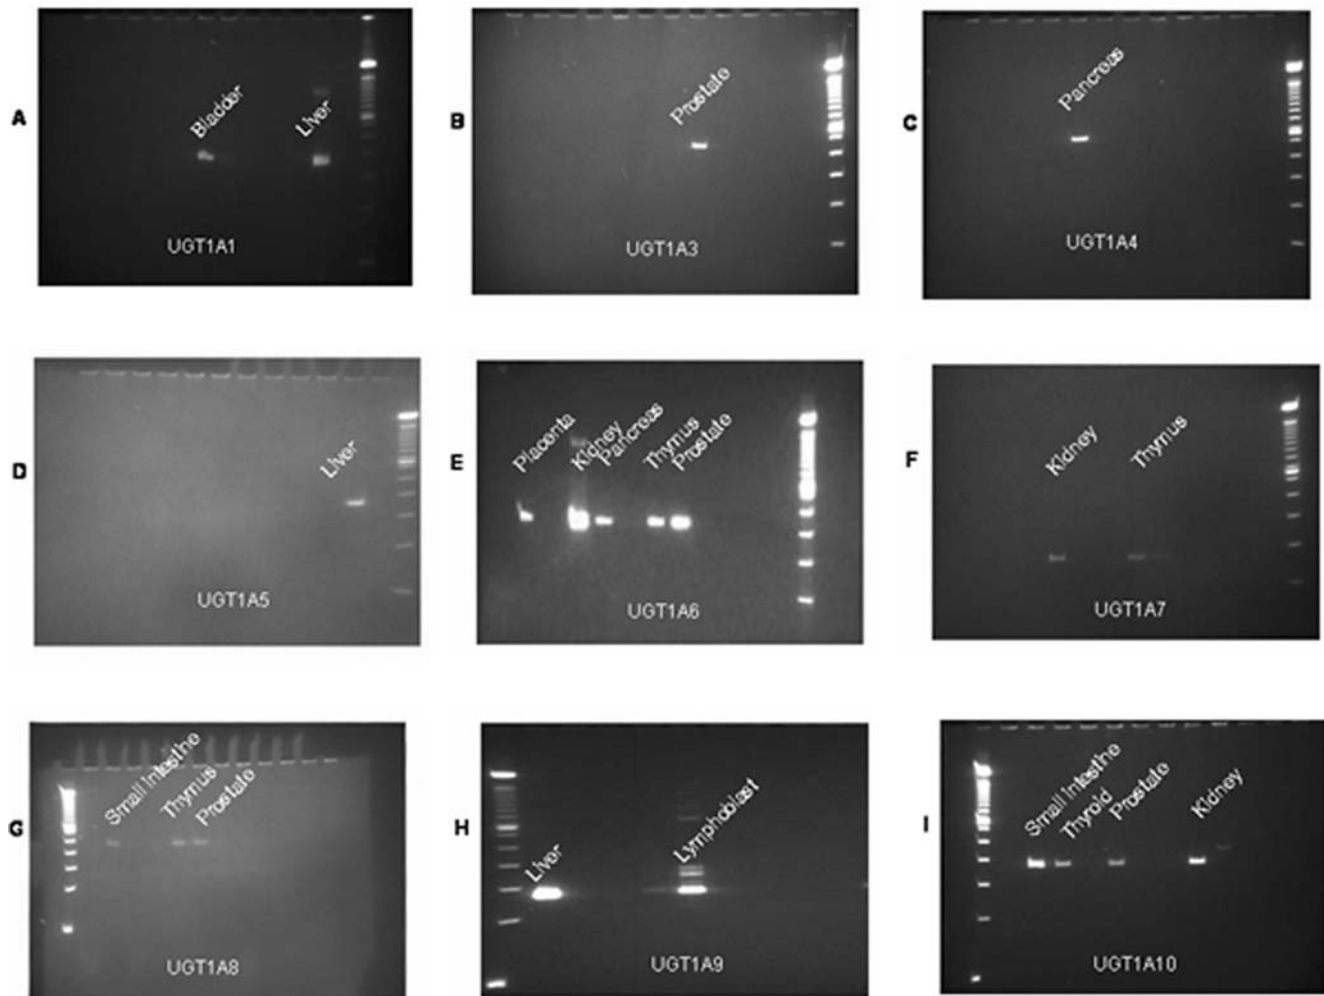 A
Bladder
Liver
UGT1A1
B
Prostate
UGT1A3
C
Pancreas
UGT1A4
D
Liver
UGT1A5
E
Placenta
Kidney
Pancreas
Thymus
Prostate
UGT1A6
F
Kidney
Thymus
UGT1A7
G
Small Intestine
Thymus
Prostate
UGT1A8
H
Liver
Lymphoblast
UGT1A9
I
Small Intestine
Thyroid
Prostate
Kidney
UGT1A10